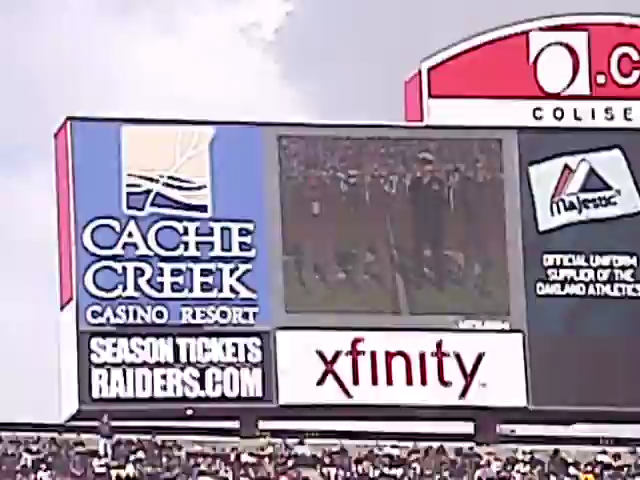 .C
COLISE
CACHE
CREEK
CASINO RESORT
Majestic
OFFICIAL UNIFORM
SUPPLIER OF THE
OAKLAND ATHLETICS
SEASON TICKETS
RAIDERS.COM
xfinity